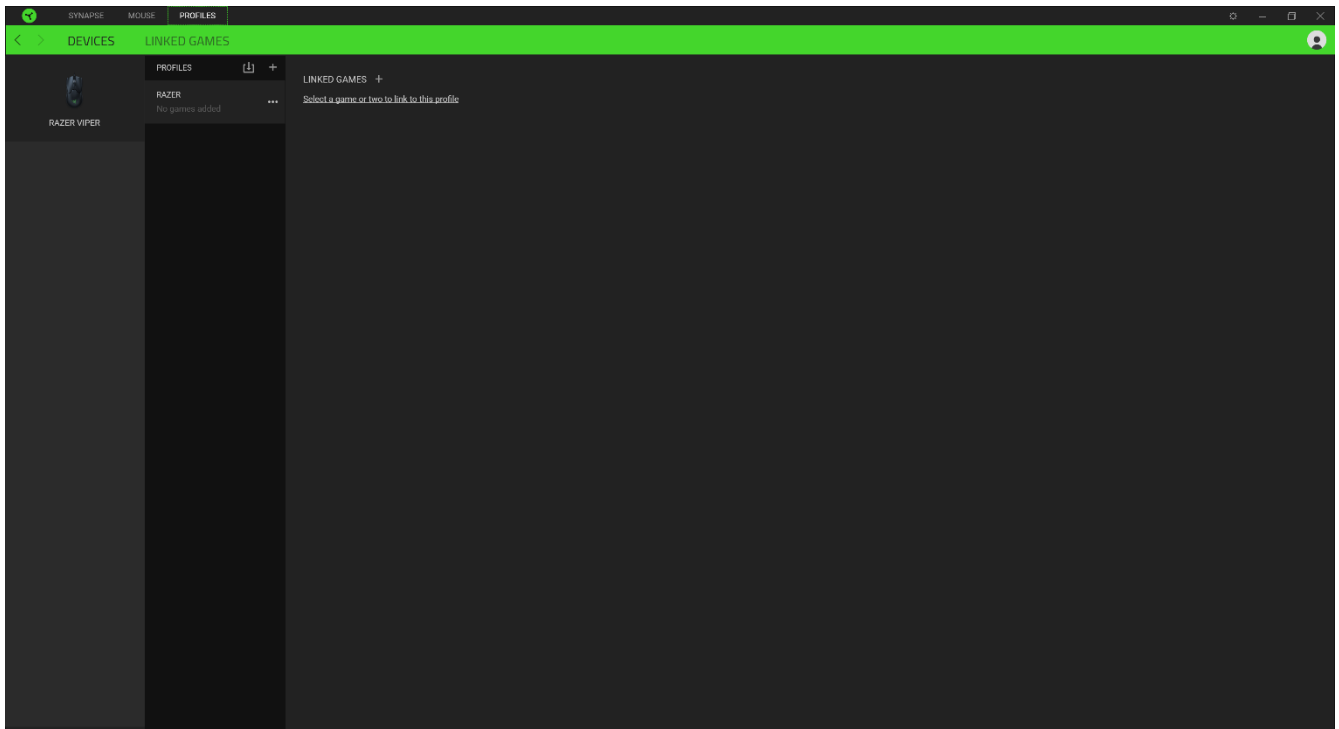 SYNAPSE MOUSE PROFILES
DEVICES LINKED GAMES
RAZER VIPER
PROFILES
RAZER
No games added
LINKED GAMES
Select a game or two to link to this profile